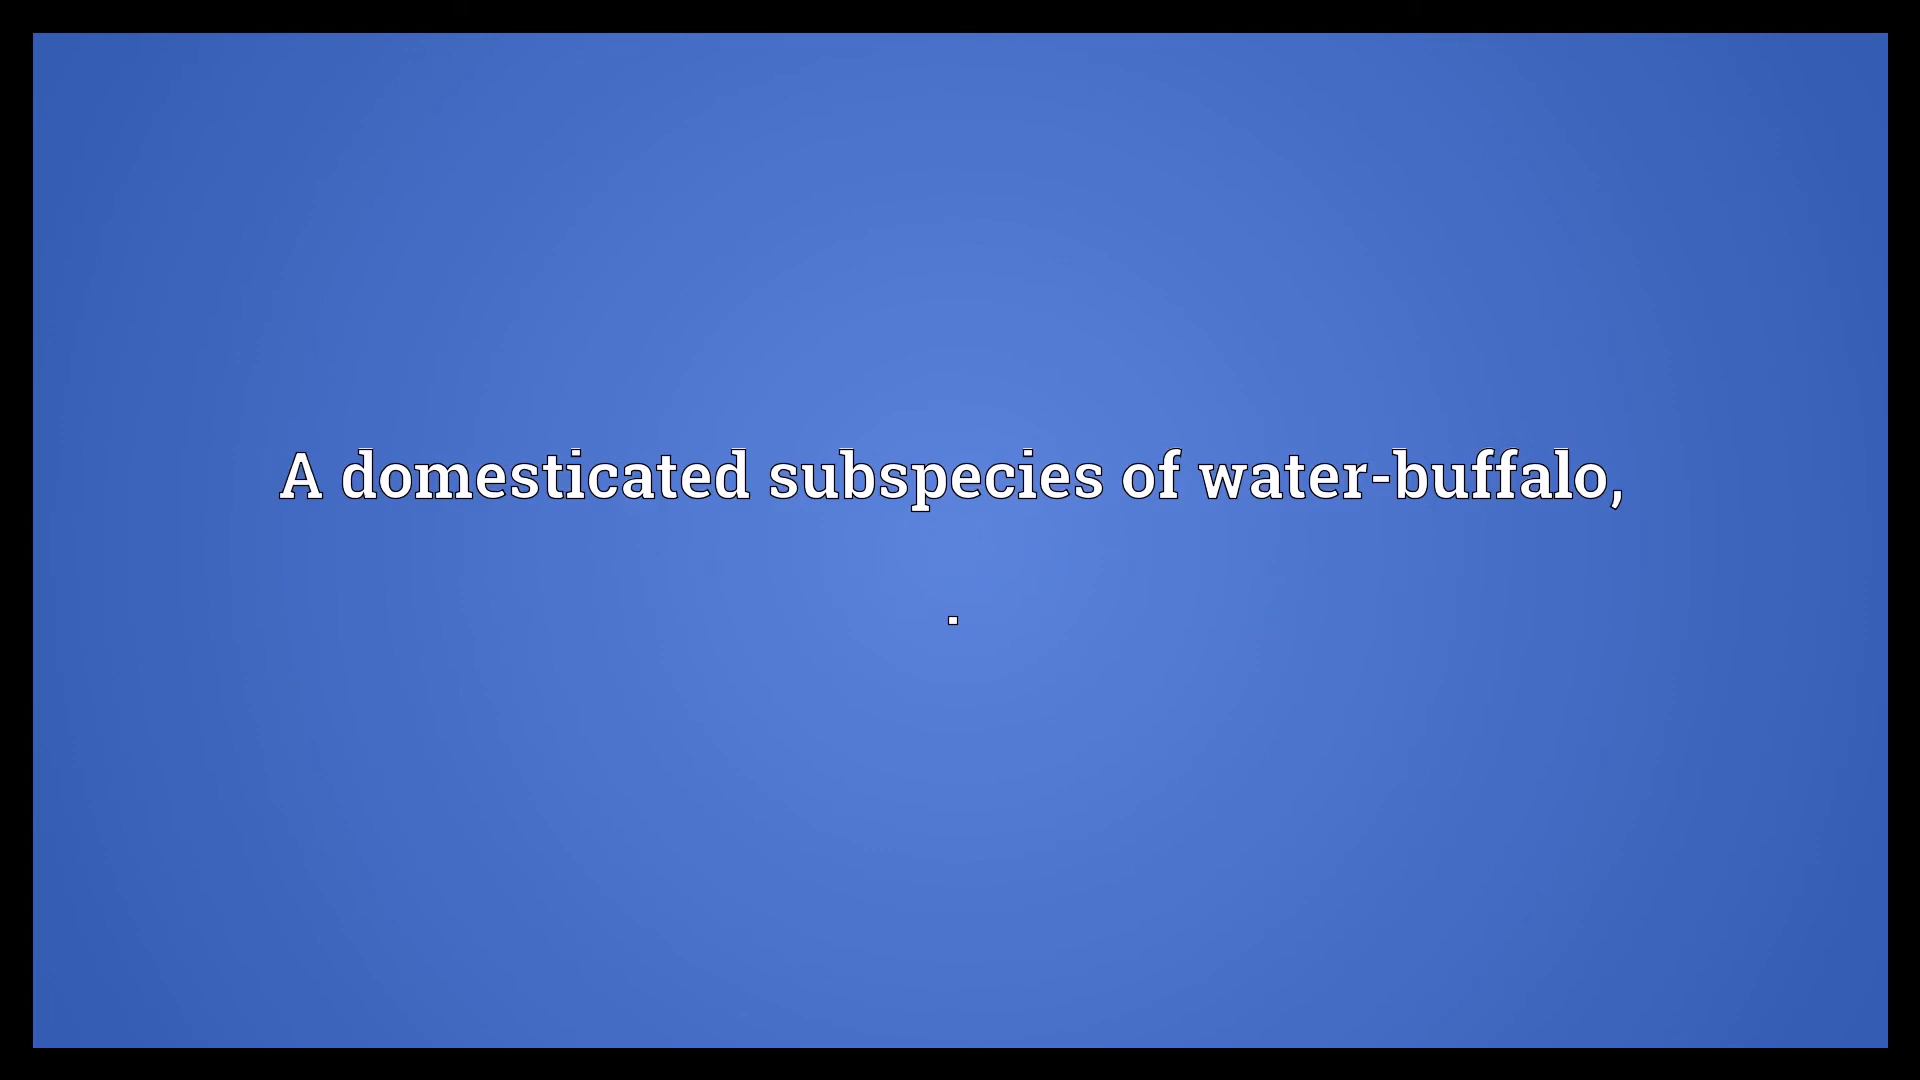 A domesticated subspecies of water-buffalo,
.